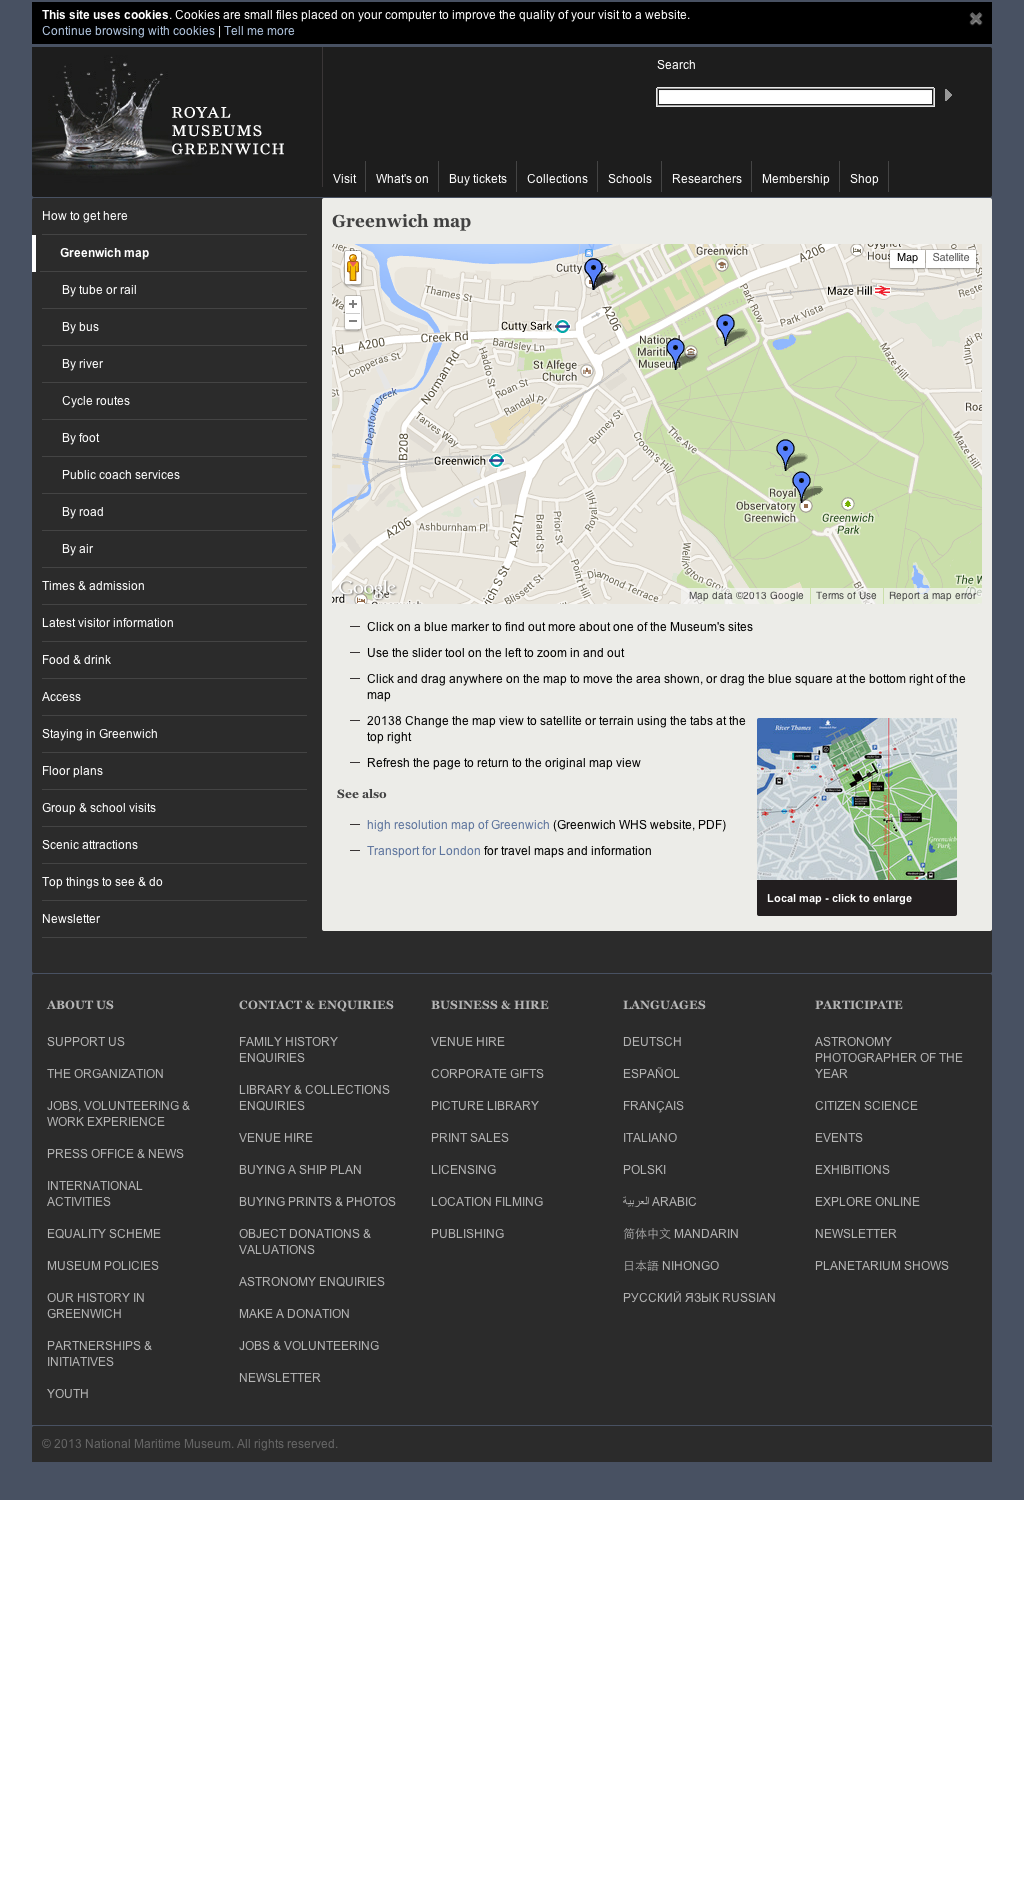 This site uses cookies. Cookies are small files placed on your computer to improve the quality of your visit to a website.
Continue browsing with cookies | Tell me more
Search
ROYAL
MUSEUMS
GREENWICH
Visit
What's on
Buy tickets
Collections
Schools
Researchers
Membership
Shop
How to get here
Greenwich map
By tube or rail
By bus
By river
Cycle routes
By foot
Public coach services
By road
By air
Times & admission
Latest visitor information
Food & drink
Access
Staying in Greenwich
Floor plans
Group & school visits
Scenic attractions
Top things to see & do
Newsletter
Greenwich map
Map
Satellite
Greenwich
A206
Maze Hill
Thames St
A206
Park Row
Park Vista
Cutty Sark
Creek Rd
A200
Bardsley Ln
National
Maritime
Museum
Maze Hill
Copperas St
Norman Rd
Haddo St
St Alfege
Church
Roan St
Randall Pl
Deptford Creek
Tarves Way
Burney St
The Ave
Croom's Hill
Maze Hill
B208
Greenwich
Royal
Observatory
Greenwich
Greenwich
Park
A206
Ashburnham Pl
A2211
Brand St
Prior St
Royal Hill
Blissett St
Point Hill
Diamond Terrace
Wellington Gro
Google
Map data ©2013 Google
Terms of Use
Report a map error
— Click on a blue marker to find out more about one of the Museum's sites
— Use the slider tool on the left to zoom in and out
— Click and drag anywhere on the map to move the area shown, or drag the blue square at the bottom right of the
map
— 20138 Change the map view to satellite or terrain using the tabs at the
top right
— Refresh the page to return to the original map view
See also
— high resolution map of Greenwich (Greenwich WHS website, PDF)
— Transport for London for travel maps and information
River Thames
Greenwich
Park
Local map - click to enlarge
ABOUT US
SUPPORT US
THE ORGANIZATION
JOBS, VOLUNTEERING &
WORK EXPERIENCE
PRESS OFFICE & NEWS
INTERNATIONAL
ACTIVITIES
EQUALITY SCHEME
MUSEUM POLICIES
OUR HISTORY IN
GREENWICH
PARTNERSHIPS &
INITIATIVES
YOUTH
CONTACT & ENQUIRIES
FAMILY HISTORY
ENQUIRIES
LIBRARY & COLLECTIONS
ENQUIRIES
VENUE HIRE
BUYING A SHIP PLAN
BUYING PRINTS & PHOTOS
OBJECT DONATIONS &
VALUATIONS
ASTRONOMY ENQUIRIES
MAKE A DONATION
JOBS & VOLUNTEERING
NEWSLETTER
BUSINESS & HIRE
VENUE HIRE
CORPORATE GIFTS
PICTURE LIBRARY
PRINT SALES
LICENSING
LOCATION FILMING
PUBLISHING
LANGUAGES
DEUTSCH
ESPAÑOL
FRANÇAIS
ITALIANO
POLSKI
العربية ARABIC
简体中文 MANDARIN
日本語 NIHONGO
РУССКИЙ ЯЗЫК RUSSIAN
PARTICIPATE
ASTRONOMY
PHOTOGRAPHER OF THE
YEAR
CITIZEN SCIENCE
EVENTS
EXHIBITIONS
EXPLORE ONLINE
NEWSLETTER
PLANETARIUM SHOWS
© 2013 National Maritime Museum. All rights reserved.